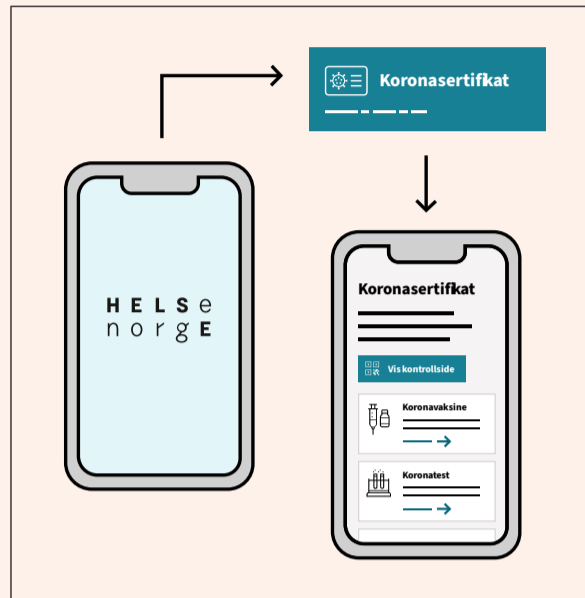 HELSe
norgE
Koronasertifikat
Koronasertifikat
Vis kontrollside
Koronavaksine
Koronatest